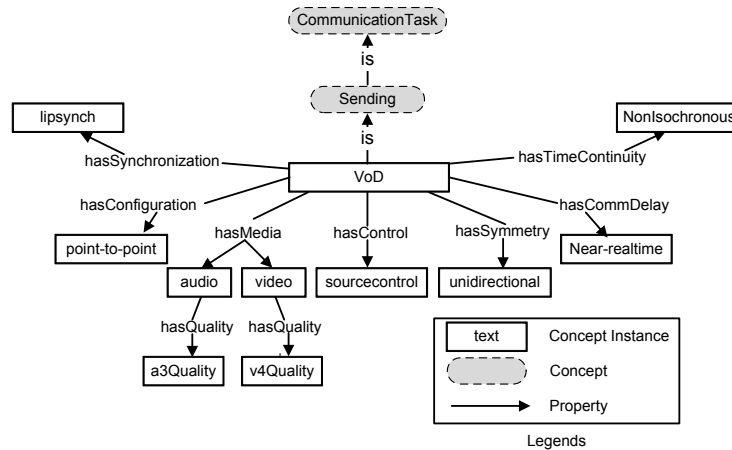 CommunicationTask
is
Sending
lipsynch
NonIsochronous
is
hasSynchronization
hasTimeContinuity
VoD
hasConfiguration
hasCommDelay
hasMedia
hasControl
hasSymmetry
point-to-point
Near-realtime
audio
video
sourcecontrol
unidirectional
hasQuality
hasQuality
text
Concept Instance
a3Quality
v4Quality
Concept
Property
Legends